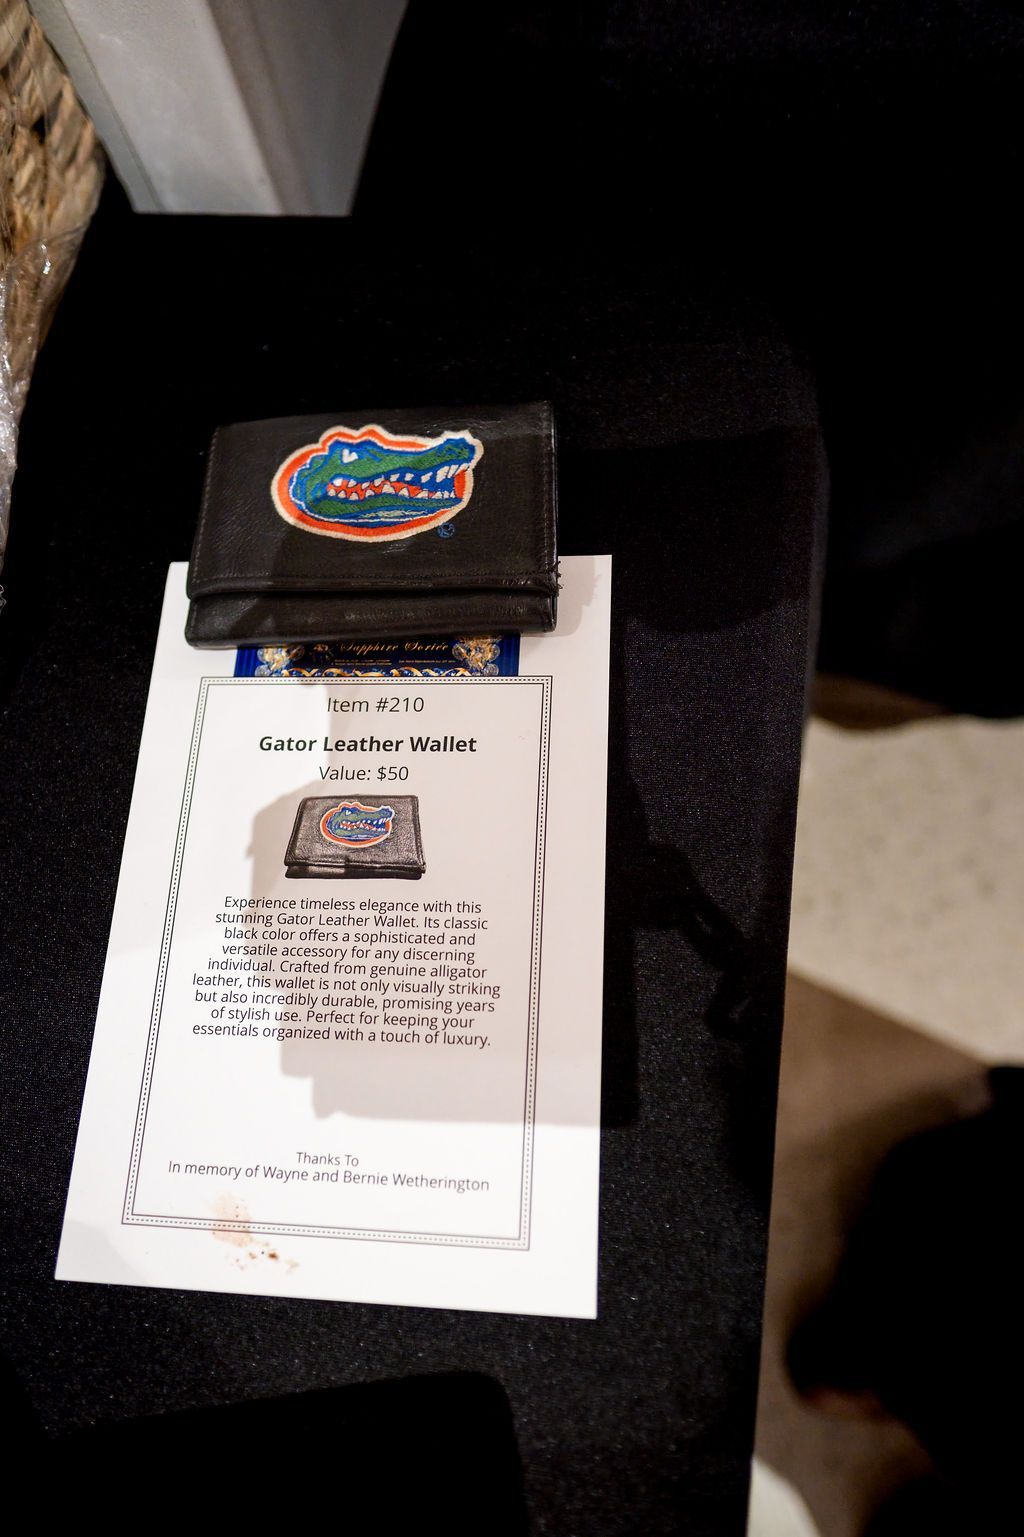 Sapphire Soirée
Item #210
Gator Leather Wallet
Value: $50
Experience timeless elegance with this
stunning Gator Leather Wallet. Its classic
black color offers a sophisticated and
versatile accessory for any discerning
individual. Crafted from genuine alligator
leather, this wallet is not only visually striking
but also incredibly durable, promising years
of stylish use. Perfect for keeping your
essentials organized with a touch of luxury.
Thanks To
In memory of Wayne and Bernie Wetherington